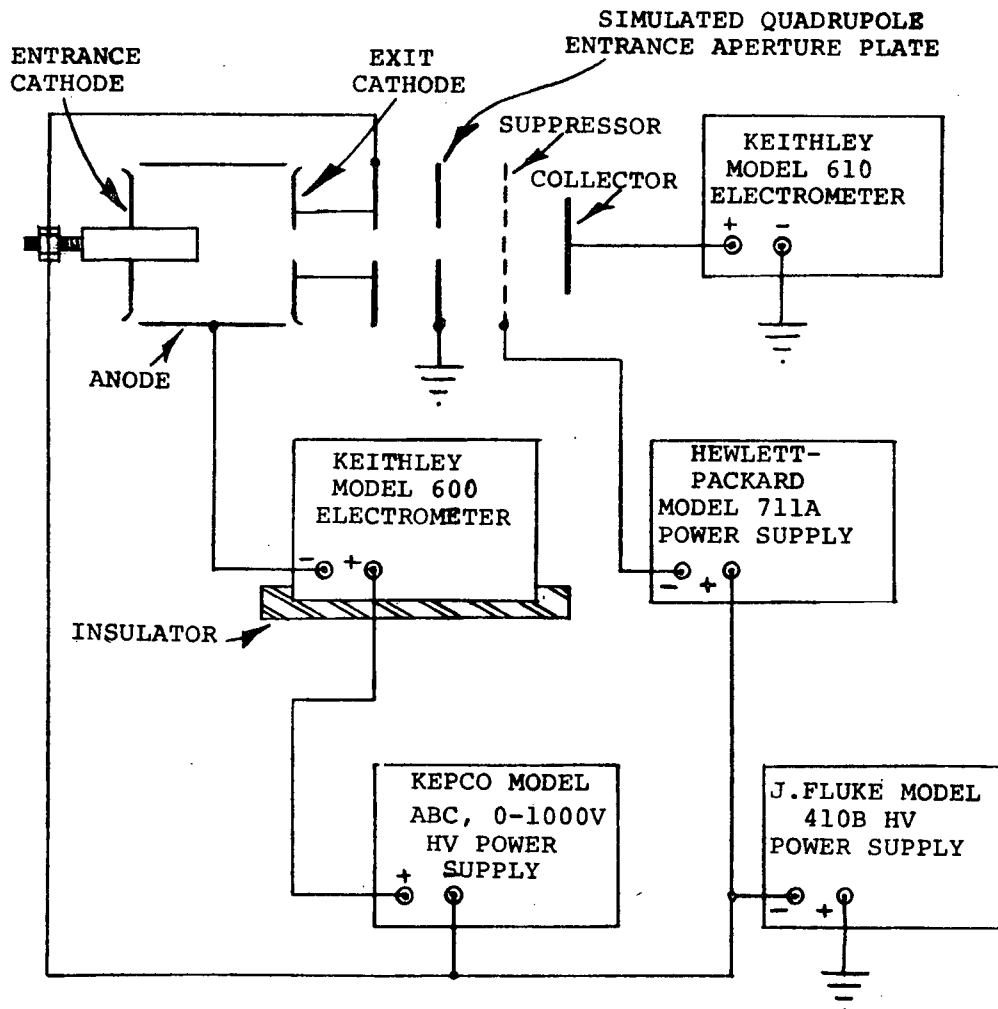 SIMULATED QUADRUPOLE
ENTRANCE APERTURE PLATE
ENTRANCE
CATHODE
EXIT
CATHODE
SUPPRESSOR
COLLECTOR
KEITHLEY
MODEL 610
ELECTROMETER
+ -
ANODE
KEITHLEY
MODEL 600
ELECTROMETER
- +
INSULATOR
HEWLETT-
PACKARD
MODEL 711A
POWER SUPPLY
- +
KEPCO MODEL
ABC, 0-1000V
HV POWER
SUPPLY
+ -
J.FLUKE MODEL
410B HV
POWER SUPPLY
- +